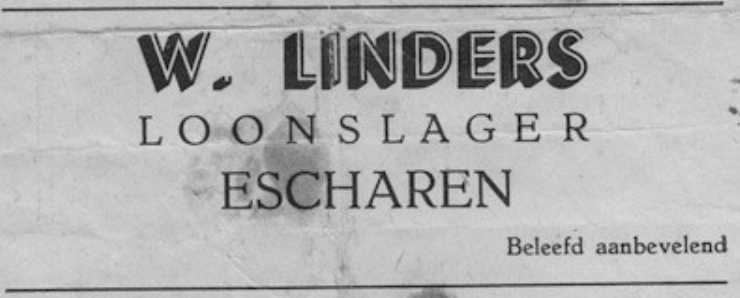 W. LINDERS
LOONSLAGER
ESCHAREN
Beleefd aanbevelend